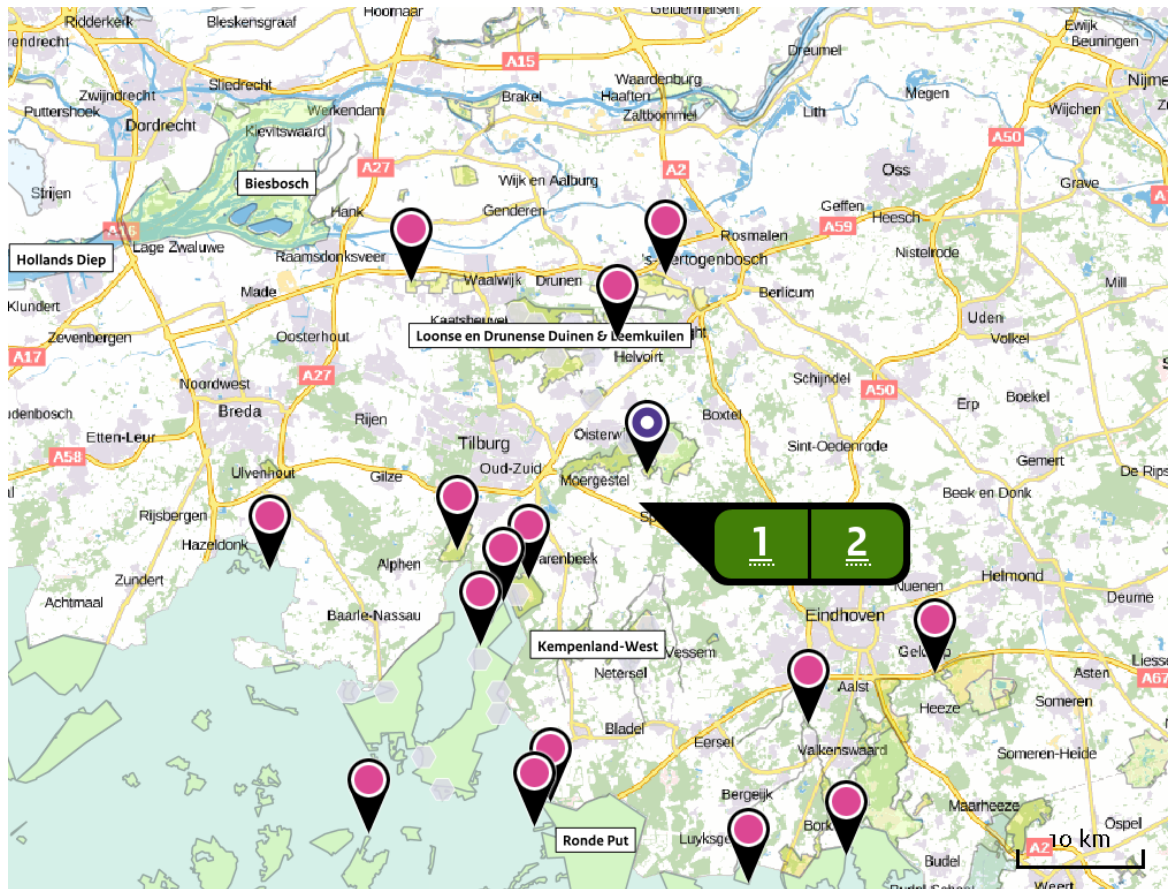 Hoornaar
Geldermalsen
Ridderkerk
Bleskensgraaf
Ewijk
Beuningen
Dreumel
A15
Sliedrecht
Waardenburg
Zwijndrecht
Brakel
Haaften
Megen
Puttershoek
Werkendam
Zaltbommel
Lith
Wijchen
Dordrecht
Kievitswaard
A50
A27
A2
Oss
Biesbosch
Wijk en Aalburg
Grave
Strijen
Hank
Genderen
Geffen
Heesch
A59
A16
Lage Zwaluwe
Rosmalen
Nistelrode
Hollands Diep
Raamsdonksveer
Waalwijk
Drunen
Mill
Made
Berlicum
Klundert
Zevenbergen
Oosterhout
Loonse en Drunense Duinen & Leemkuilen
Uden
Volkel
A17
Helvoirt
A27
Schijndel
A50
Noordwest
Breda
Rijen
Boxtel
Erp
Boekel
Etten-Leur
Tilburg
Sint-Oedenrode
A58
Oud-Zuid
Gemert
Ulvenhout
Gilze
Moergestel
De Rips
Beek en Donk
Rijsbergen
Hazeldonk
1
2
Alphen
Zundert
Nuenen
Helmond
Deurne
Achtmaal
Baarle-Nassau
Eindhoven
Kempenland-West
Vessem
Netersel
Aalst
Asten
A67
Heeze
Someren
Bladel
Eersel
Valkenswaard
Someren-Heide
Bergeijk
Maarheeze
Ospel
Ronde Put
10 km
A2
Budel
Weert